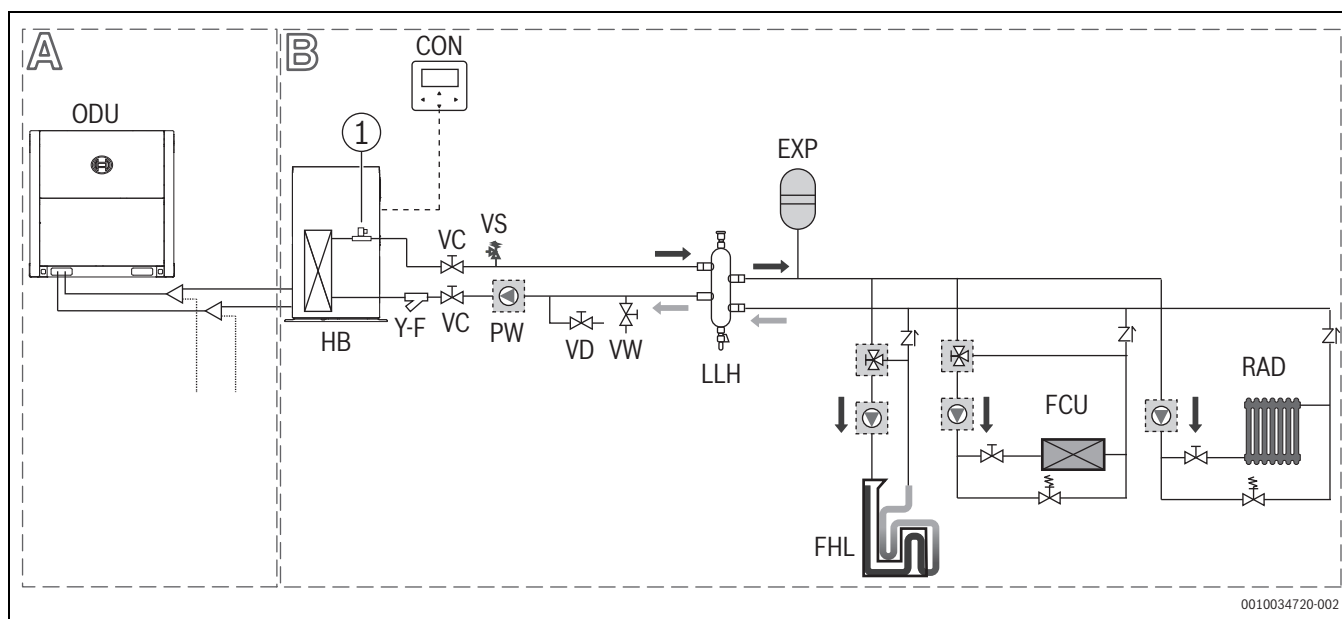 A
B
CON
ODU
1
EXP
VC
VS
HB
Y-F
VC
PW
VD
VW
LLH
FCU
RAD
FHL
0010034720-002